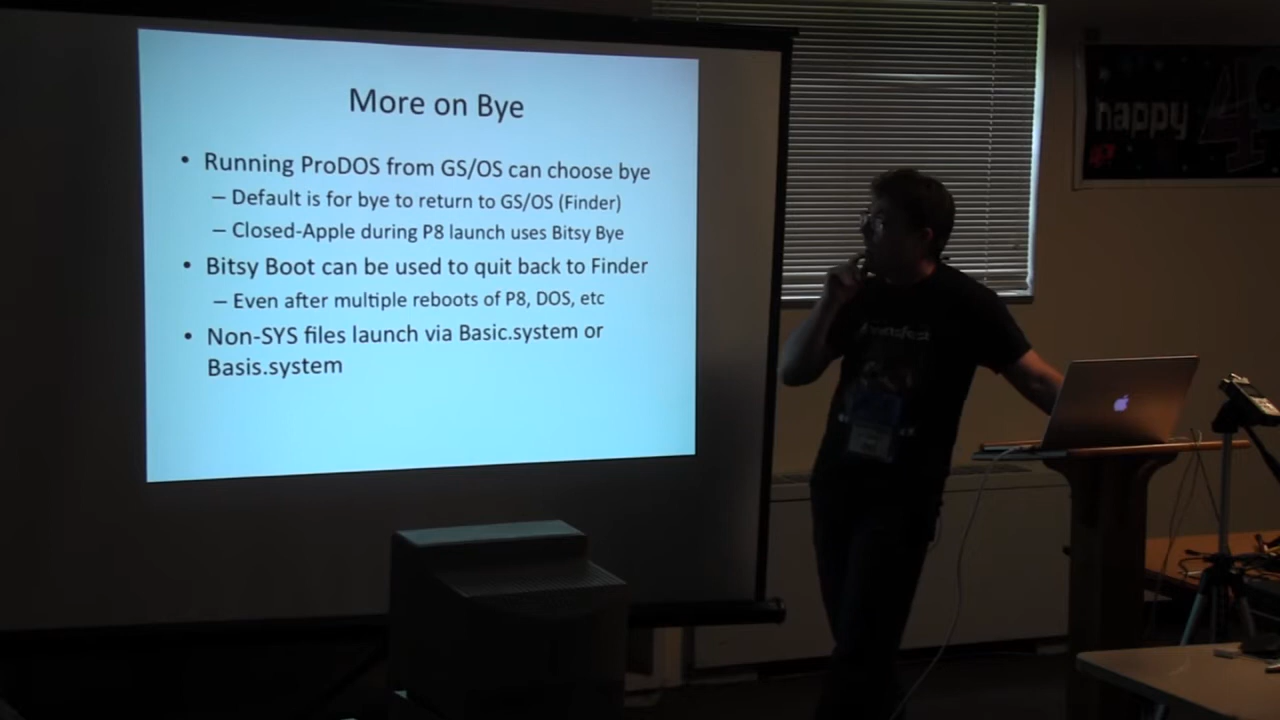 More on Bye
• Running ProDOS from GS/OS can choose bye
– Default is for bye to return to GS/OS (Finder)
– Closed-Apple during P8 launch uses Bitsy Bye
• Bitsy Boot can be used to quit back to Finder
– Even after multiple reboots of P8, DOS, etc
• Non-SYS files launch via Basic.system or
Basis.system
happy